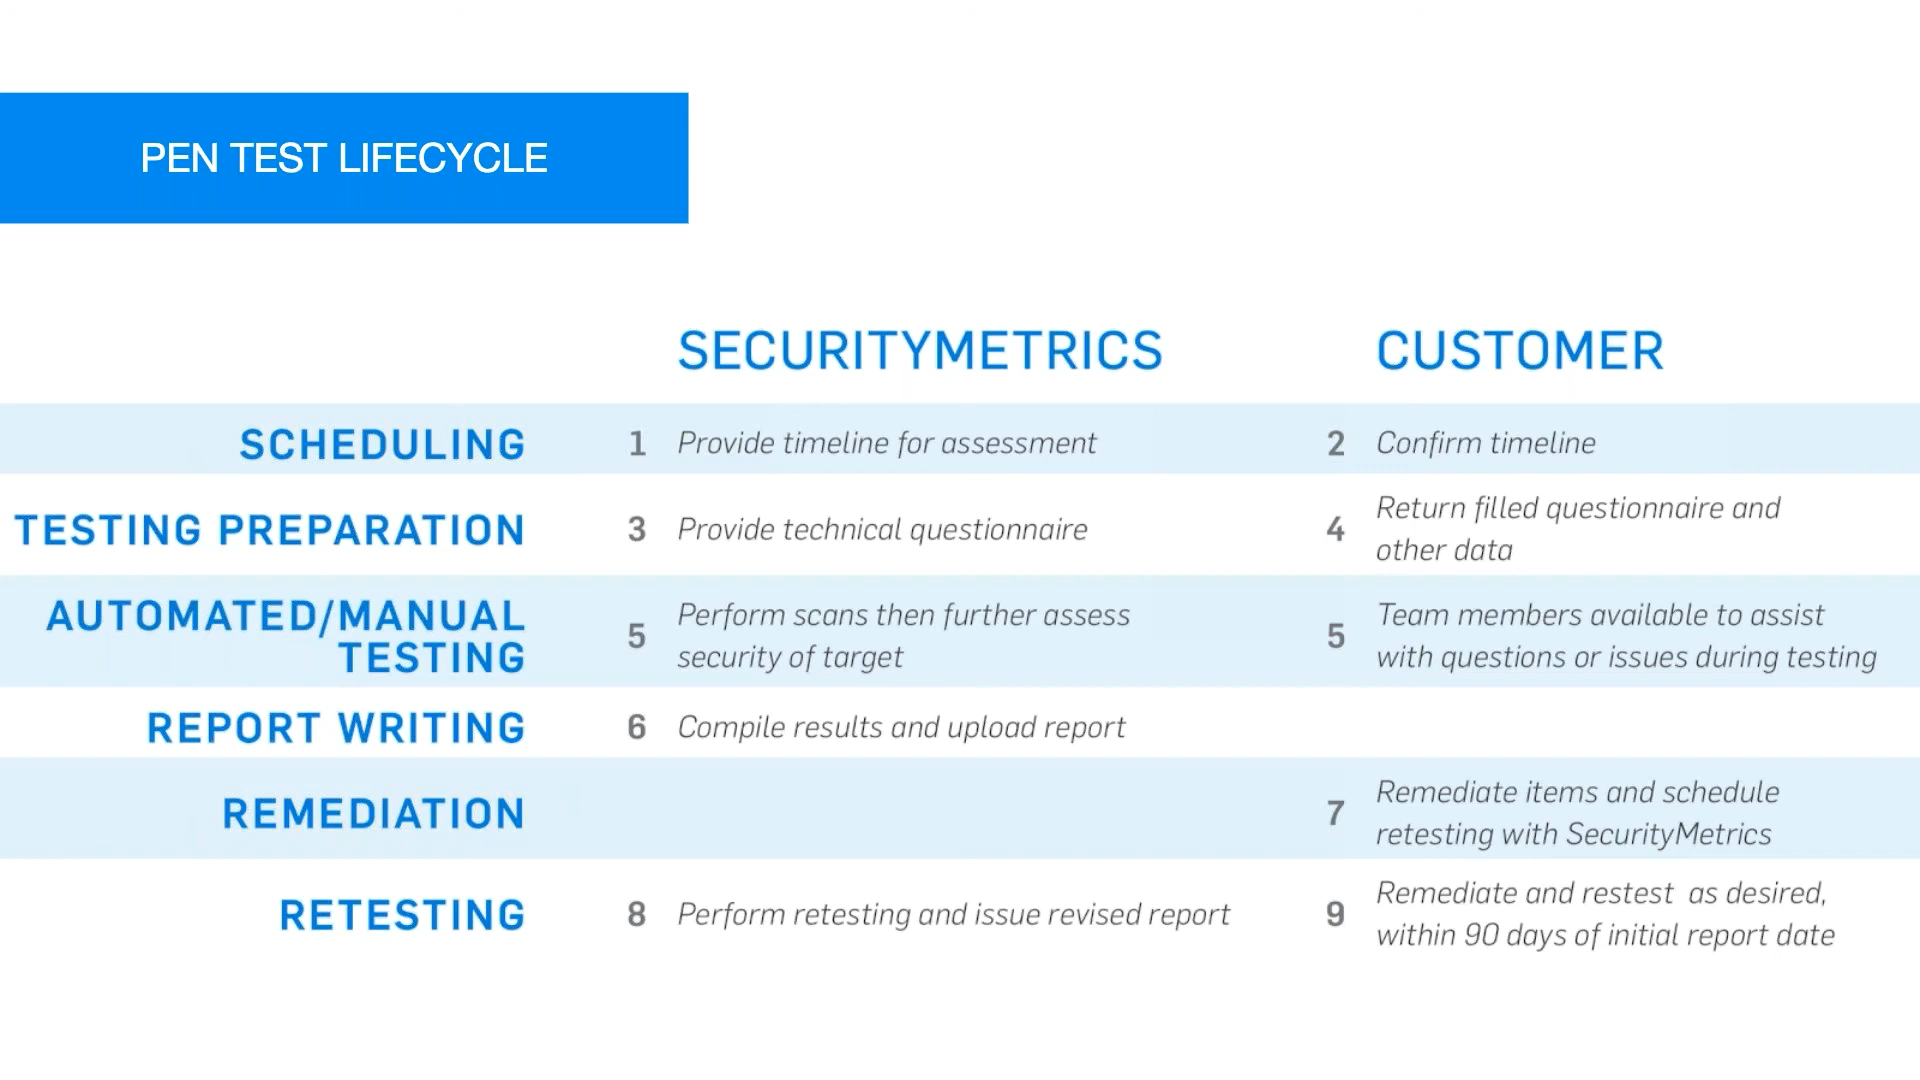 PEN TEST LIFECYCLE
SECURITYMETRICS CUSTOMER
SCHEDULING 1 Provide timeline for assessment 2 Confirm timeline
TESTING PREPARATION 3 Provide technical questionnaire 4 Return filled questionnaire and
other data
AUTOMATED/MANUAL
TESTING 5 Perform scans then further assess
security of target 5 Team members available to assist
with questions or issues during testing
REPORT WRITING 6 Compile results and upload report
REMEDIATION 7 Remediate items and schedule
retesting with SecurityMetrics
RETESTING 8 Perform retesting and issue revised report 9 Remediate and restest as desired,
within 90 days of initial report date